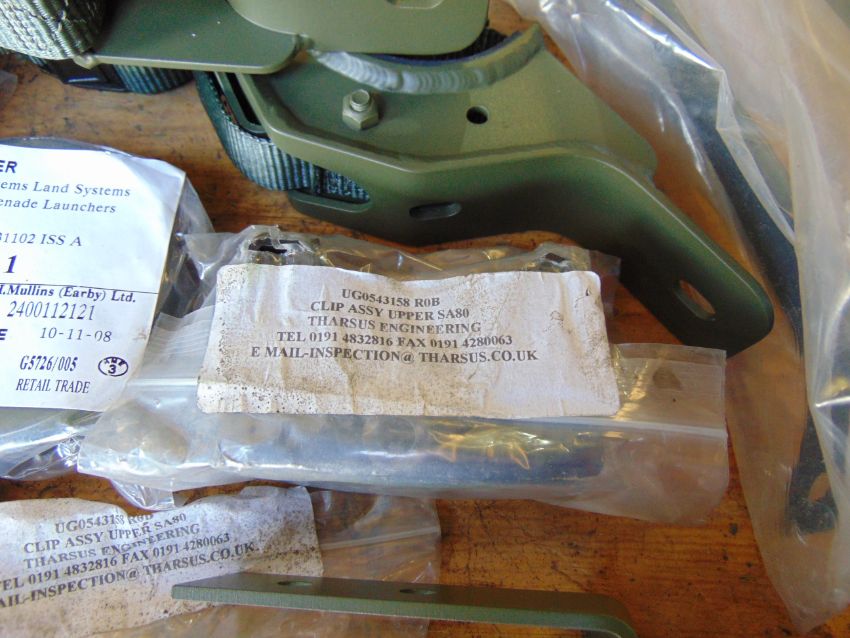 ER
ems Land Systems
enade Launchers
31102 ISS A
1
I.Mullins (Earby) Ltd.
2400112121
E 10-11-08
G5726/005
3
RETAIL TRADE
UG0543158 R0B
CLIP ASSY UPPER SA80
THARSUS ENGINEERING
TEL 0191 4832816 FAX 0191 4280063
E MAIL-INSPECTION@ THARSUS.CO.UK
UG0543158 R0B
CLIP ASSY UPPER SA80
THARSUS ENGINEERING
TEL 0191 4832816 FAX 0191 4280063
MAIL-INSPECTION@ THARSUS.CO.UK